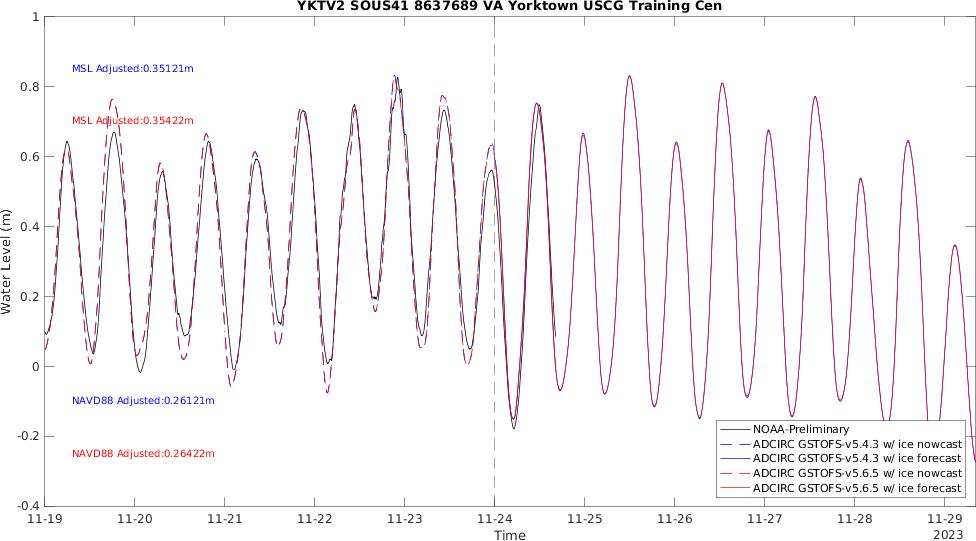 YKTV2 SOUS41 8637689 VA Yorktown USCG Training Cen
1
0.8
0.6
0.4
0.2
0
-0.2
-0.4
Water Level (m)
MSL Adjusted:0.35121m
MSL Adjusted:0.35422m
NAVD88 Adjusted:0.26121m
NAVD88 Adjusted:0.26422m
NOAA-Preliminary
ADCIRC GSTOFS-v5.4.3 w/ ice nowcast
ADCIRC GSTOFS-v5.4.3 w/ ice forecast
ADCIRC GSTOFS-v5.6.5 w/ ice nowcast
ADCIRC GSTOFS-v5.6.5 w/ ice forecast
11-19 11-20 11-21 11-22 11-23 11-24 11-25 11-26 11-27 11-28 11-29
Time
2023